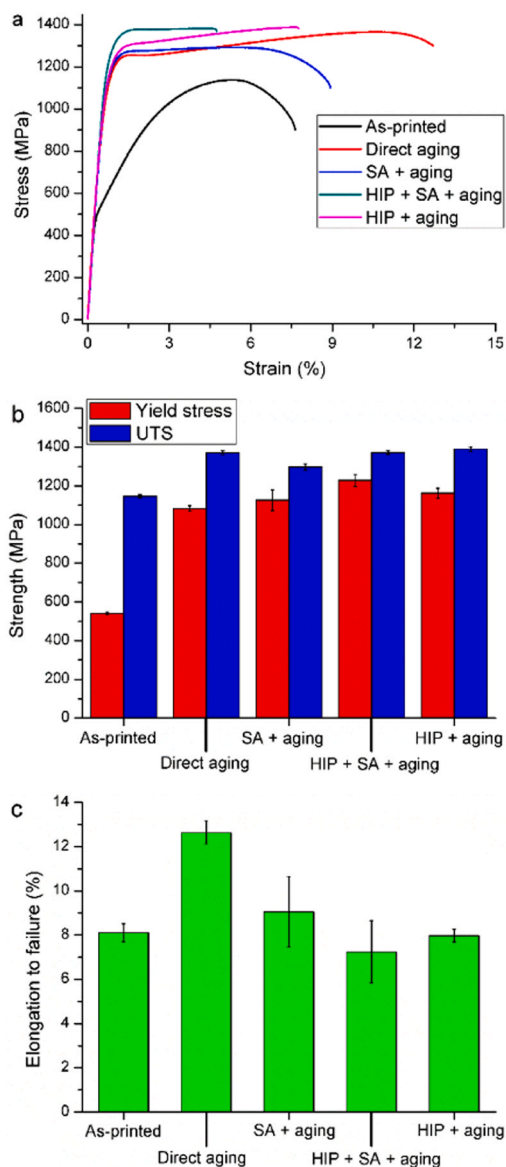 a
1400
1200
1000
800
600
400
200
0
Stress (MPa)
As-printed
Direct aging
SA + aging
HIP + SA + aging
HIP + aging
0 3 6 9 12 15
Strain (%)
b
1600
1400
1200
1000
800
600
400
200
0
Strength (MPa)
Yield stress
UTS
As-printed SA + aging HIP + aging
Direct aging HIP + SA + aging
c
14
12
10
8
6
4
2
0
Elongation to failure (%)
As-printed SA + aging HIP + aging
Direct aging HIP + SA + aging